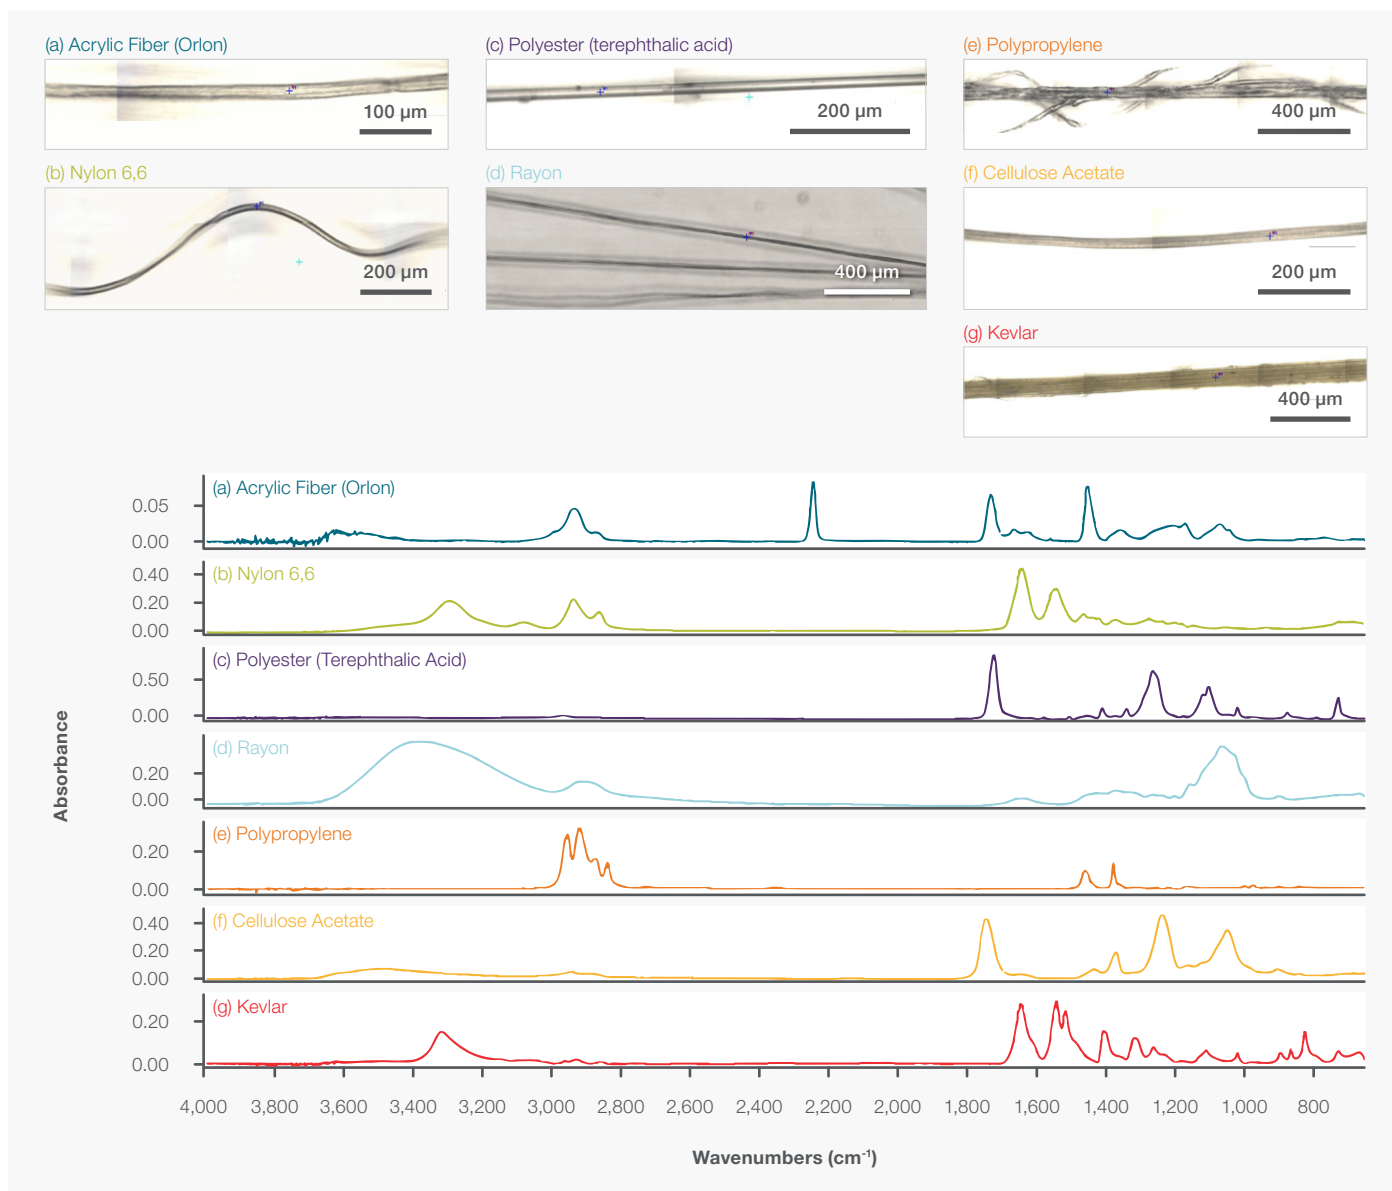 (a) Acrylic Fiber (Orlon)
100 µm
(c) Polyester (terephthalic acid)
200 µm
(e) Polypropylene
400 µm
(b) Nylon 6,6
200 µm
(d) Rayon
400 µm
(f) Cellulose Acetate
200 µm
(g) Kevlar
400 µm
Absorbance
(a) Acrylic Fiber (Orlon)
0.05
0.00
(b) Nylon 6,6
0.40
0.20
0.00
(c) Polyester (Terephthalic Acid)
0.50
0.00
(d) Rayon
0.20
0.00
(e) Polypropylene
0.20
0.00
(f) Cellulose Acetate
0.40
0.20
0.00
(g) Kevlar
0.20
0.00
4,000 3,800 3,600 3,400 3,200 3,000 2,800 2,600 2,400 2,200 2,000 1,800 1,600 1,400 1,200 1,000 800
Wavenumbers (cm⁻¹)